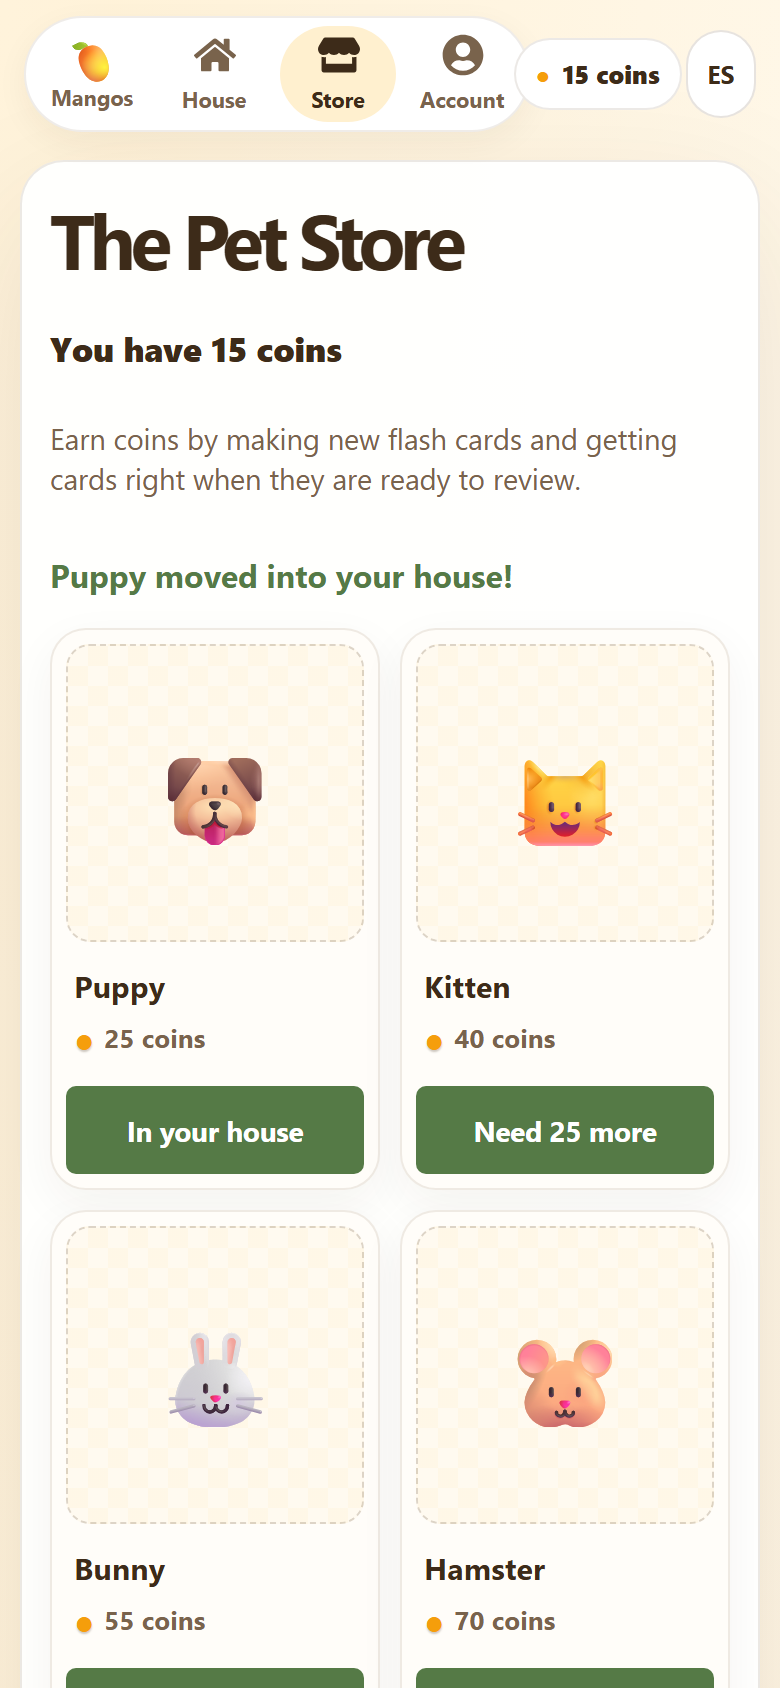 Mangos
House
Store
Account
15 coins
ES
The Pet Store
You have 15 coins
Earn coins by making new flash cards and getting
cards right when they are ready to review.
Puppy moved into your house!
Puppy
25 coins
In your house
Kitten
40 coins
Need 25 more
Bunny
55 coins
Hamster
70 coins